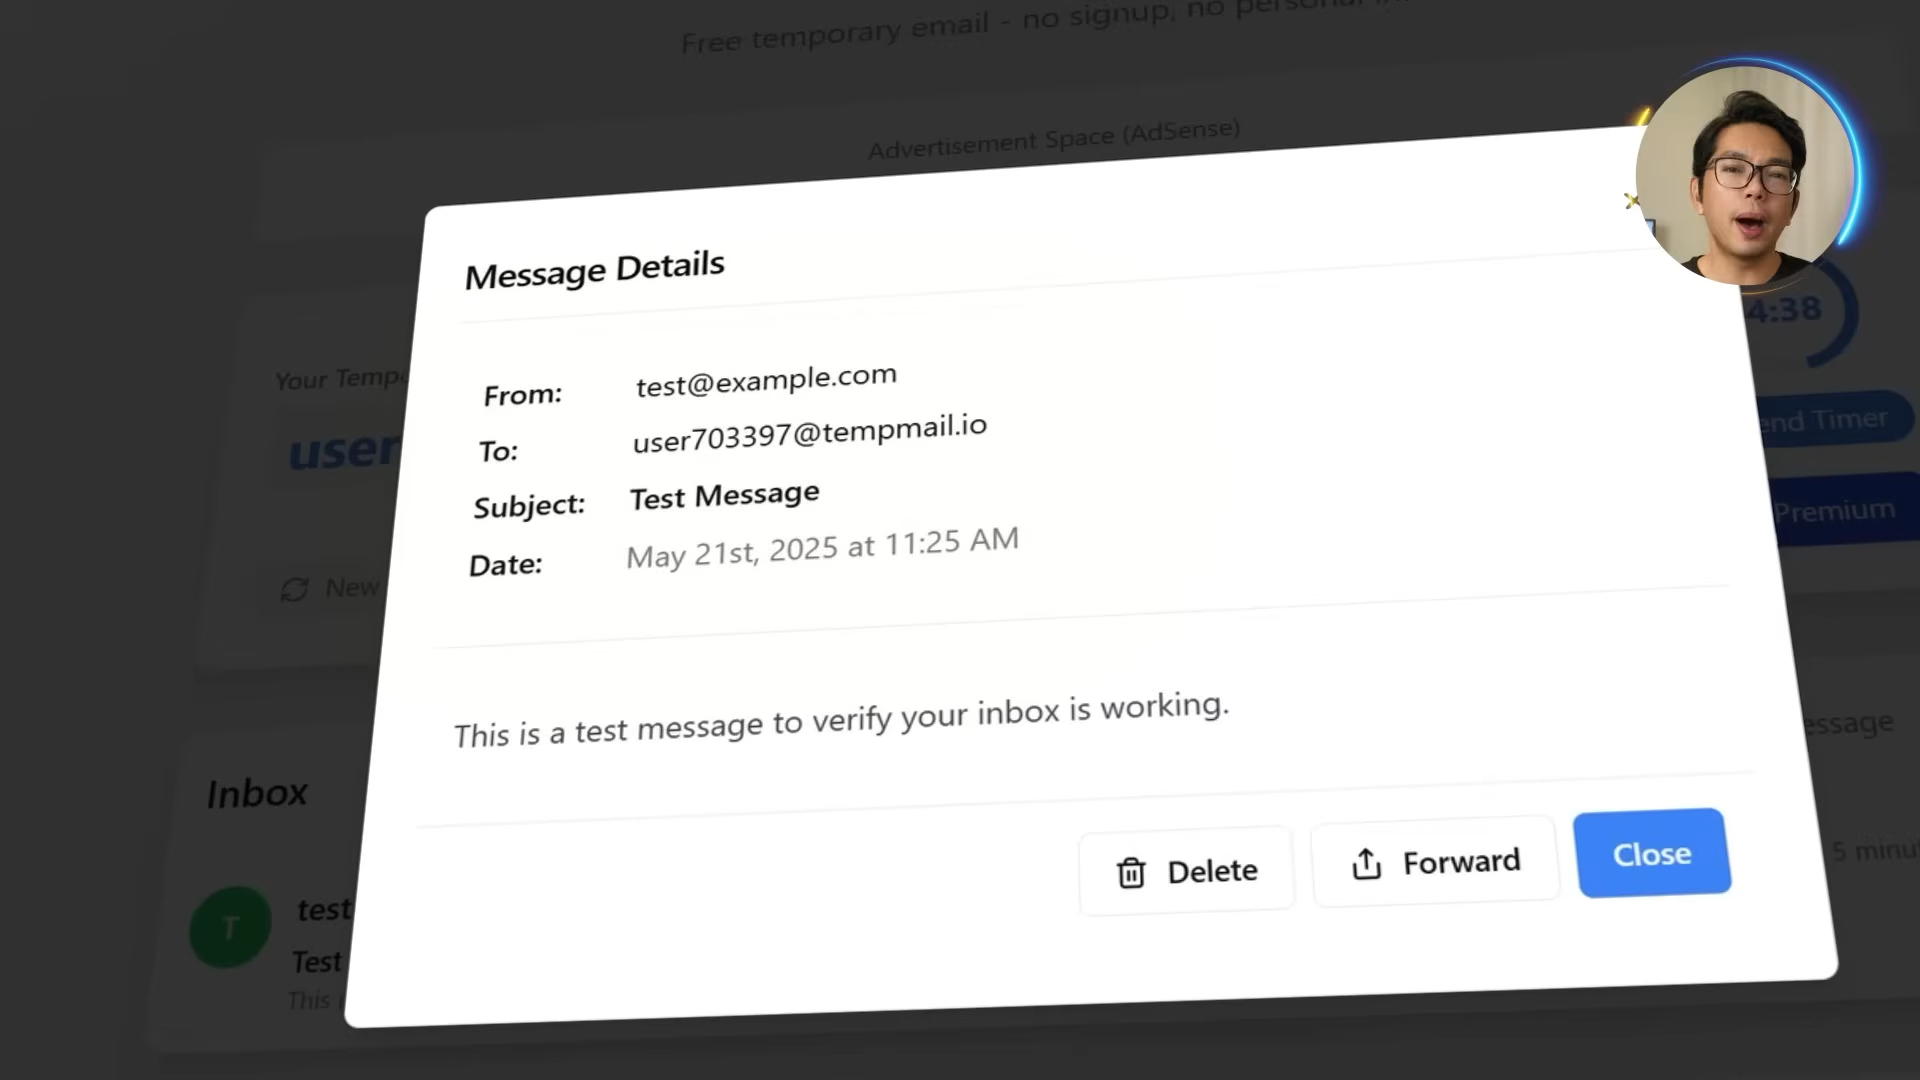 Free temporary email - no signup, no personal
Advertisement Space (AdSense)
Message Details
4:38
Your Temp
From: test@example.com
user
To: user703397@tempmail.io
end Timer
Subject: Test Message
Premium
Date: May 21st, 2025 at 11:25 AM
New
This is a test message to verify your inbox is working.
essage
Inbox
Delete
Forward
Close
5 minu
T
test
Test
This